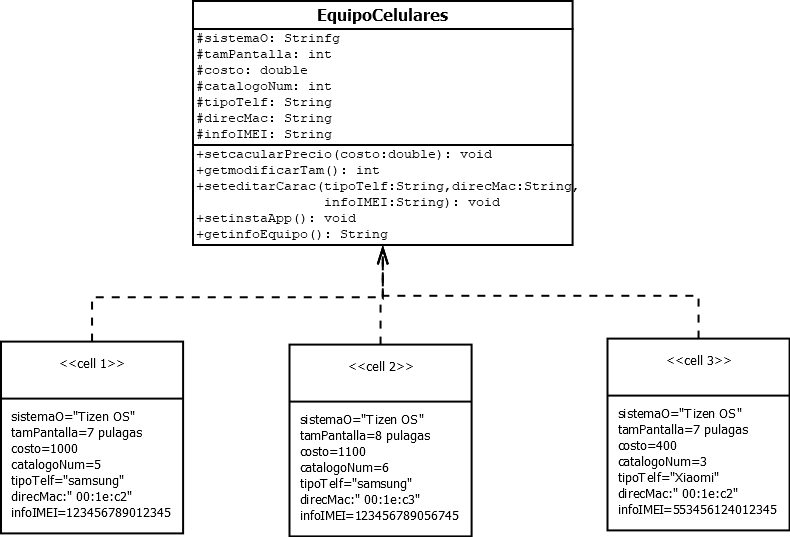 EquipoCelulares
#sistemaO: Strinfg
#tamPantalla: int
#costo: double
#catalogoNum: int
#tipoTelf: String
#direcMac: String
#infoIMEI: String
+setcacularPrecio(costo:double): void
+getmodificarTam(): int
+seteditarCarac(tipoTelf:String,direcMac:String,
infoIMEI:String): void
+setinstaApp(): void
+getinfoEquipo(): String
<<cell 1>>
sistemaO="Tizen OS"
tamPantalla=7 pulagas
costo=1000
catalogoNum=5
tipoTelf="samsung"
direcMac:" 00:1e:c2"
infoIMEI=123456789012345
<<cell 2>>
sistemaO="Tizen OS"
tamPantalla=8 pulagas
costo=1100
catalogoNum=6
tipoTelf="samsung"
direcMac:" 00:1e:c3"
infoIMEI=123456789056745
<<cell 3>>
sistemaO="Tizen OS"
tamPantalla=7 pulagas
costo=400
catalogoNum=3
tipoTelf="Xiaomi"
direcMac:" 00:1e:c2"
infoIMEI=553456124012345